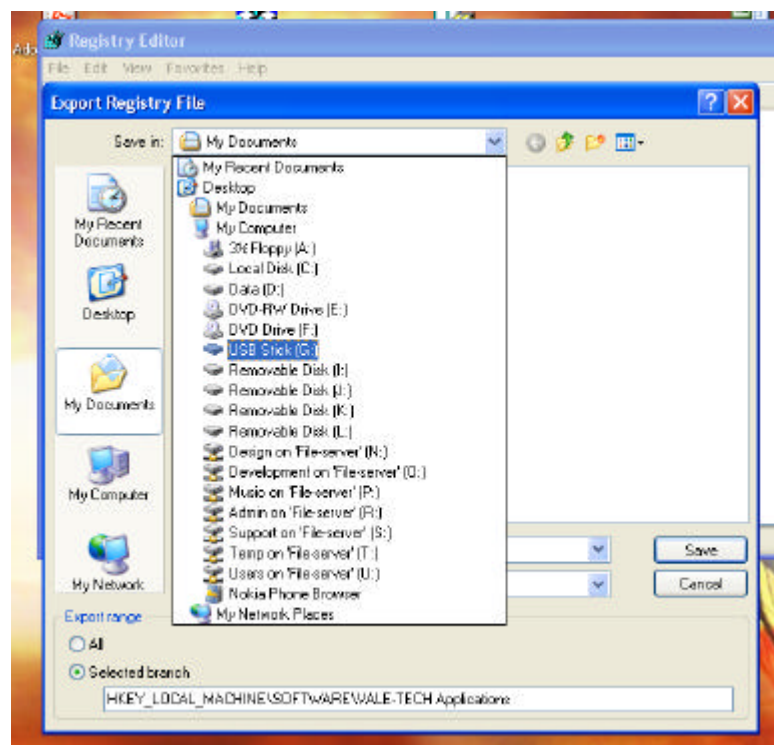 Ado
Registry Editor
File Edit View Favorites Help
Export Registry File
Save in: My Documents
My Recent Documents
Desktop
My Documents
My Computer
3½ Floppy (A:)
Local Disk (C:)
Data (D:)
DVD-RW Drive (E:)
DVD Drive (F:)
USB Stick (G:)
Removable Disk (I:)
Removable Disk (J:)
Removable Disk (K:)
Removable Disk (L:)
Design on 'File-server' (N:)
Development on 'File-server' (O:)
Music on 'File-server' (P:)
Admin on 'File-server' (R:)
Support on 'File-server' (S:)
Temp on 'File-server' (T:)
Users on 'File-server' (U:)
Nokia Phone Browser
My Network Places
My Recent
Documents
Desktop
My Documents
My Computer
My Network
Save
Cancel
Export range
All
Selected branch
HKEY_LOCAL_MACHINE\SOFTWARE\WALE-TECH Applications